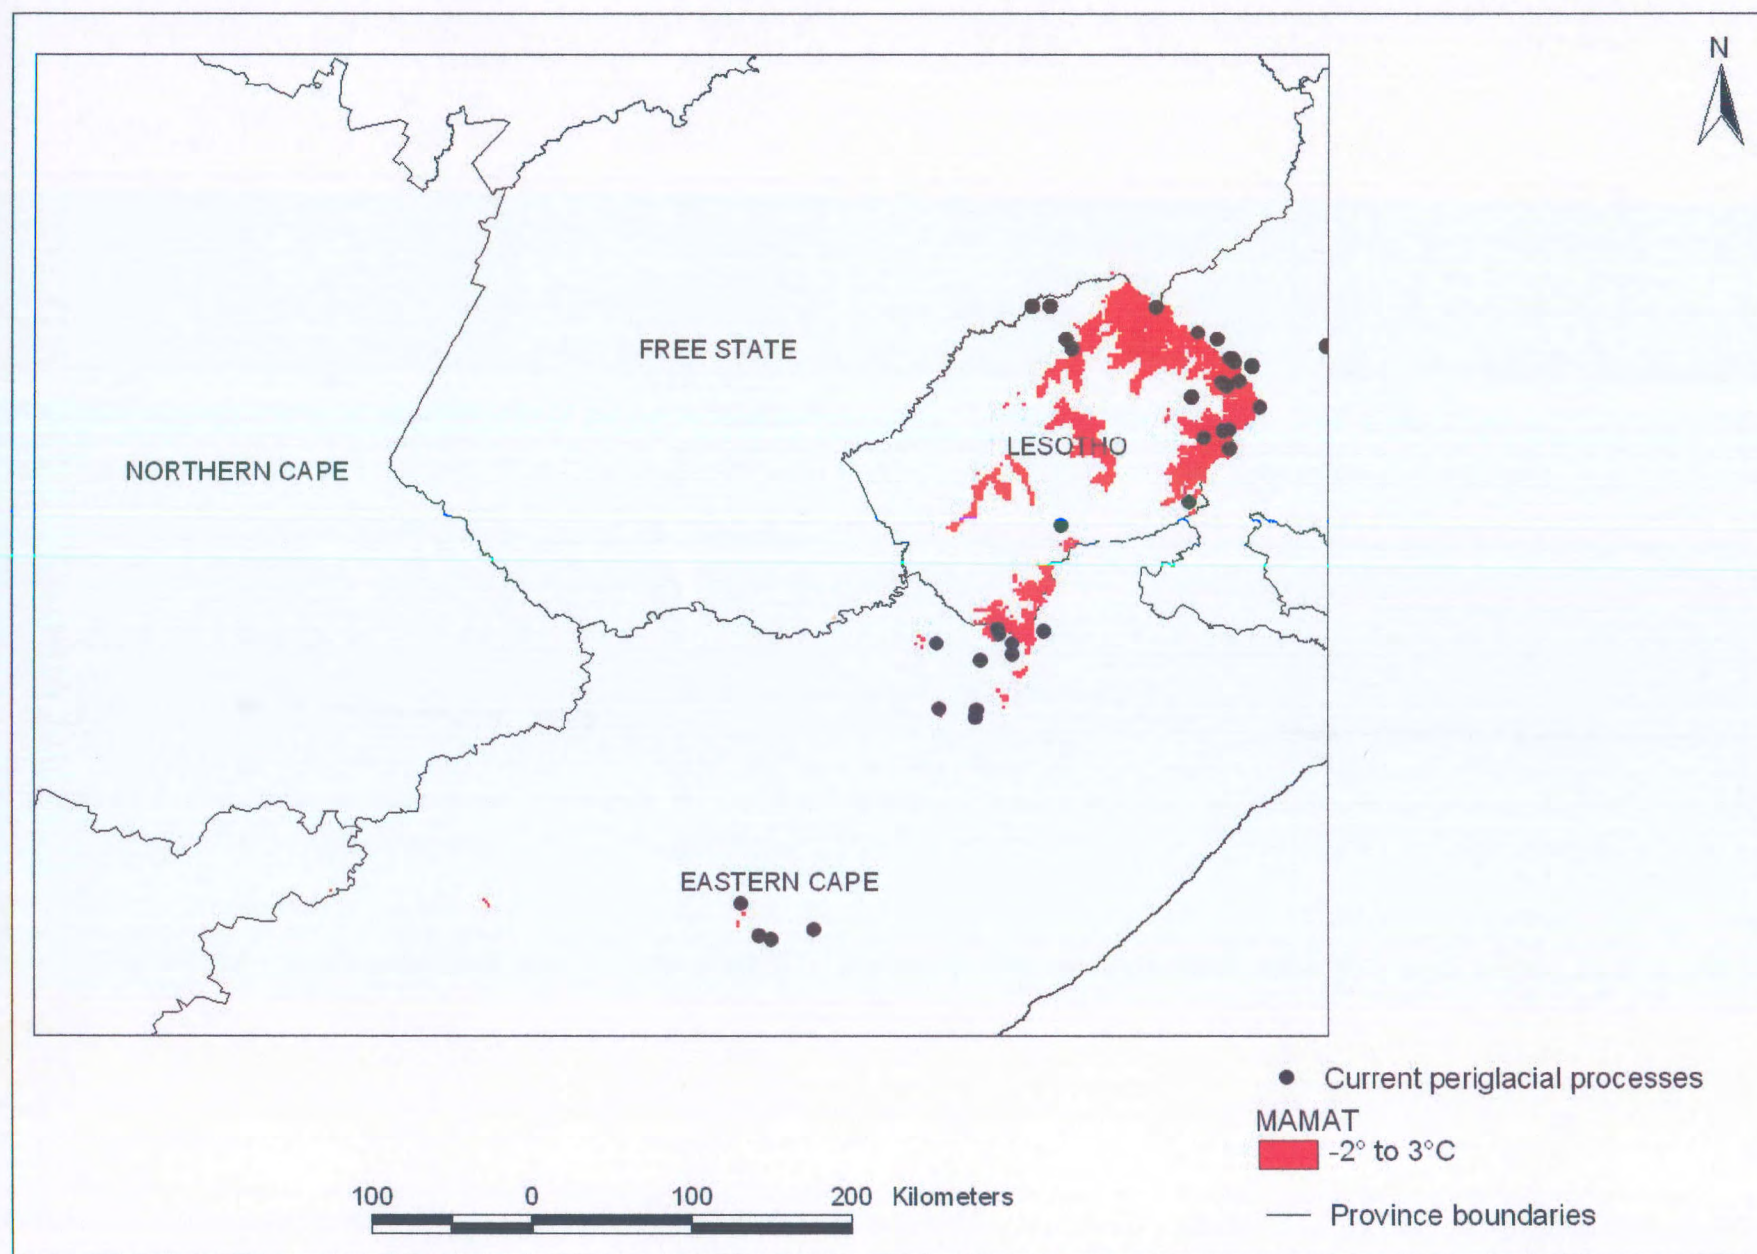 N
FREE STATE
LESOTHO
NORTHERN CAPE
EASTERN CAPE
Current periglacial processes
MAMAT
-2° to 3°C
100 0 100 200 Kilometers
Province boundaries